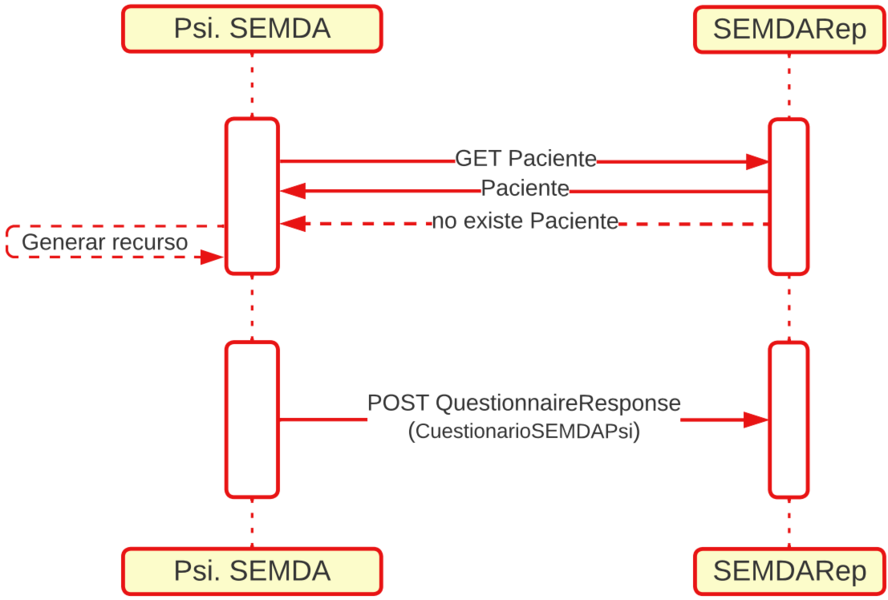 Psi. SEMDA
SEMDARep
GET Paciente
Paciente
no existe Paciente
Generar recurso
POST QuestionnaireResponse
(CuestionarioSEMDAPsi)
Psi. SEMDA
SEMDARep